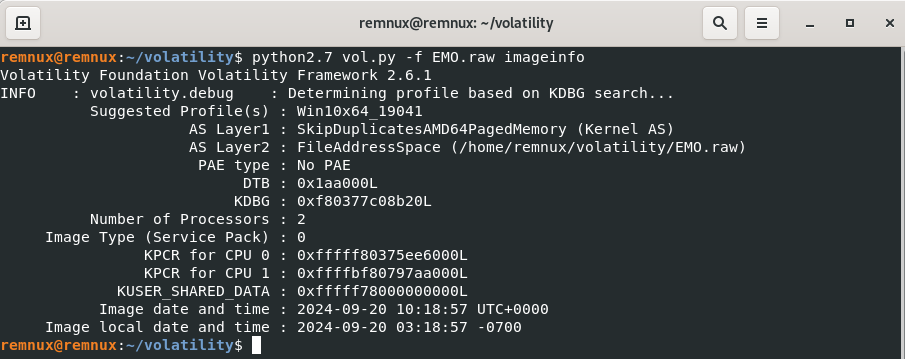 remnux@remnux: ~/volatility
remnux@remnux:~/volatility$ python2.7 vol.py -f EMO.raw imageinfo
Volatility Foundation Volatility Framework 2.6.1
INFO    : volatility.debug    : Determining profile based on KDBG search...
          Suggested Profile(s) : Win10x64_19041
                     AS Layer1 : SkipDuplicatesAMD64PagedMemory (Kernel AS)
                     AS Layer2 : FileAddressSpace (/home/remnux/volatility/EMO.raw)
                      PAE type : No PAE
                           DTB : 0x1aa000L
                          KDBG : 0xf80377c08b20L
          Number of Processors : 2
     Image Type (Service Pack) : 0
                KPCR for CPU 0 : 0xfffff80375ee6000L
                KPCR for CPU 1 : 0xffffbf80797aa000L
             KUSER_SHARED_DATA : 0xfffff78000000000L
           Image date and time : 2024-09-20 10:18:57 UTC+0000
     Image local date and time : 2024-09-20 03:18:57 -0700
remnux@remnux:~/volatility$